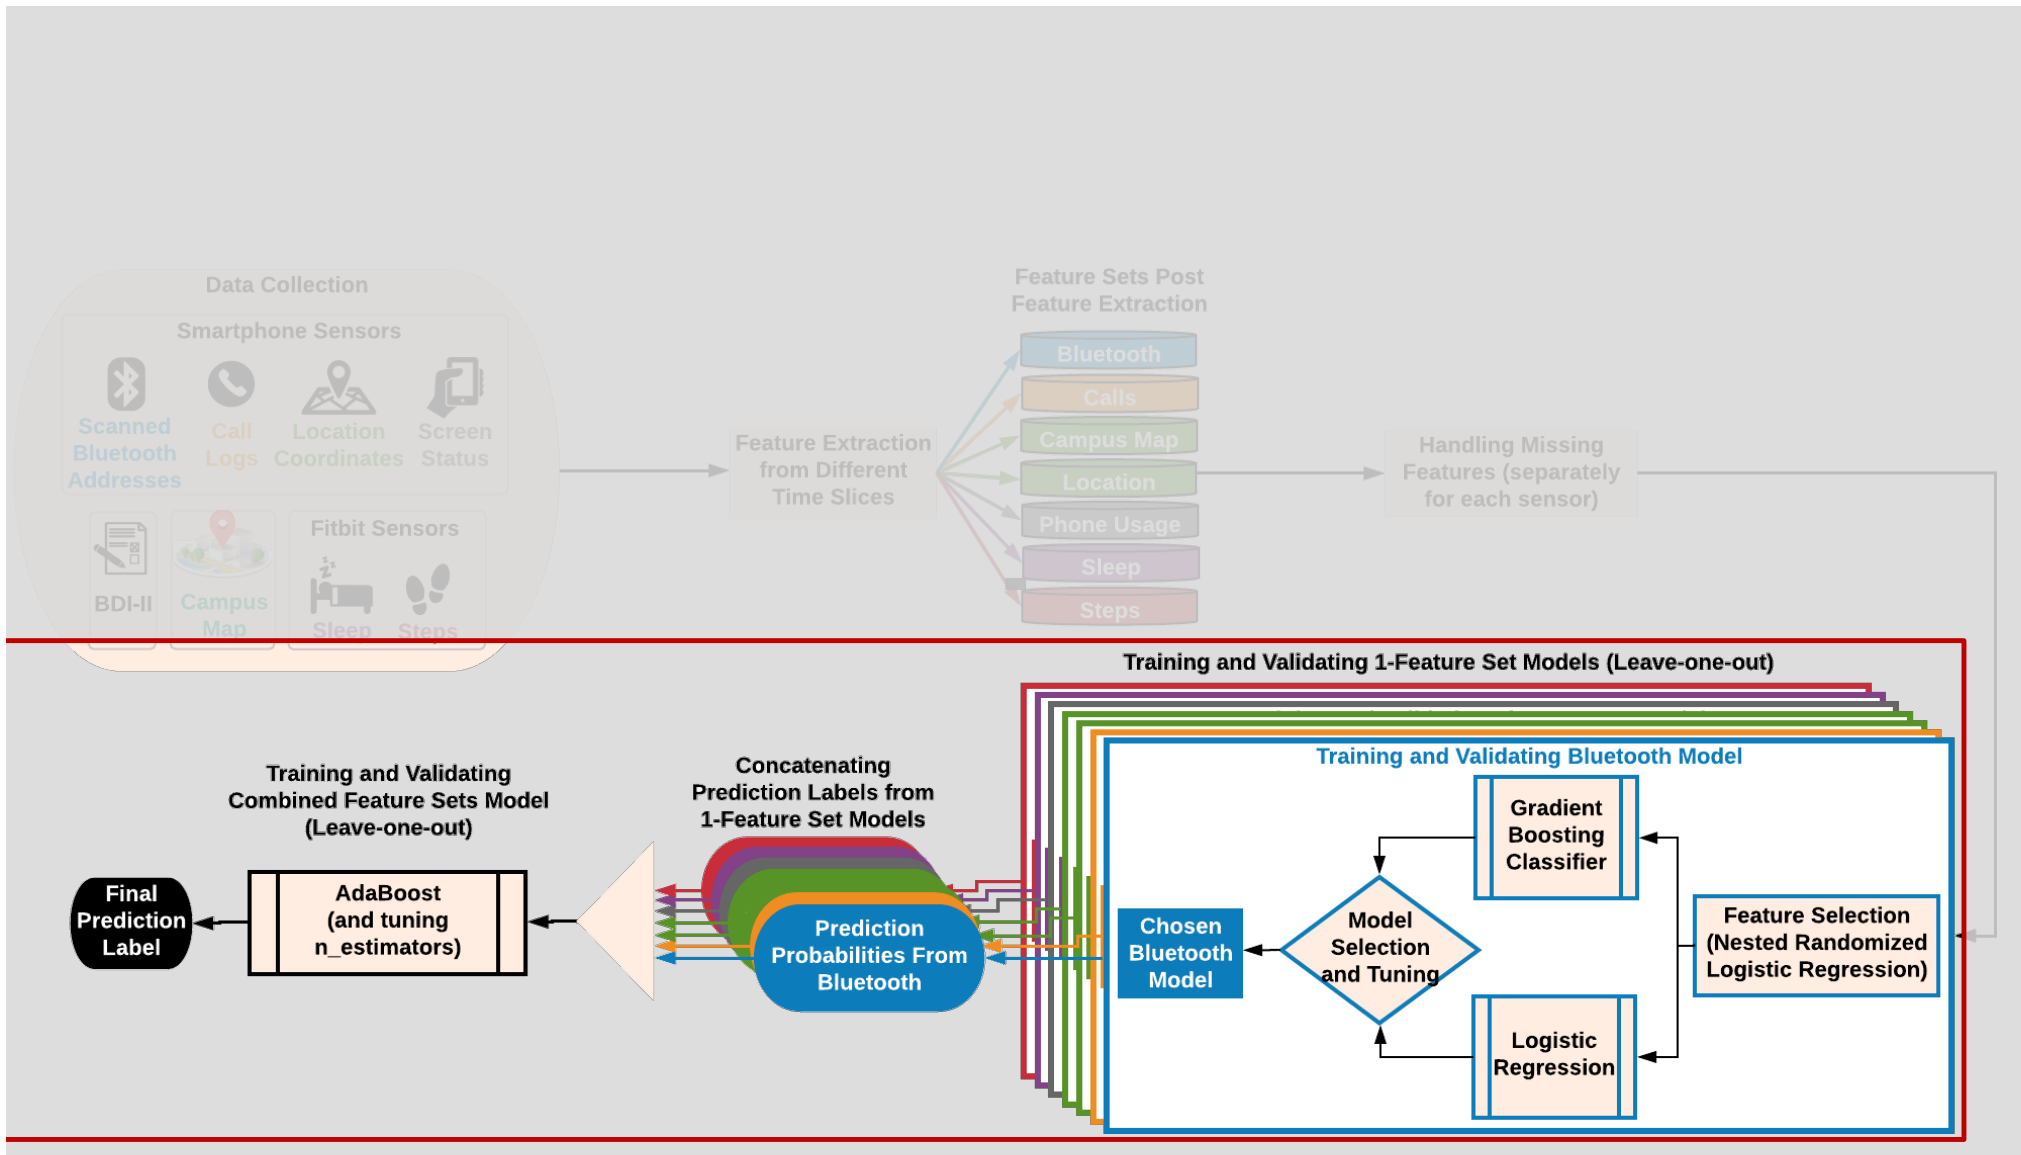 Data Collection
Smartphone Sensors
Scanned
Bluetooth
Addresses
Call
Logs
Location
Coordinates
Screen
Status
BDI-II
Campus
Map
Fitbit Sensors
Sleep
Steps
Feature Extraction
from Different
Time Slices
Feature Sets Post
Feature Extraction
Bluetooth
Calls
Campus Map
Location
Phone Usage
Sleep
Steps
Handling Missing
Features (separately
for each sensor)
Training and Validating 1-Feature Set Models (Leave-one-out)
Training and Validating Bluetooth Model
Feature Selection
(Nested Randomized
Logistic Regression)
Gradient
Boosting
Classifier
Logistic
Regression
Model
Selection
and Tuning
Chosen
Bluetooth
Model
Concatenating
Prediction Labels from
1-Feature Set Models
Prediction
Probabilities From
Bluetooth
Training and Validating
Combined Feature Sets Model
(Leave-one-out)
AdaBoost
(and tuning
n_estimators)
Final
Prediction
Label